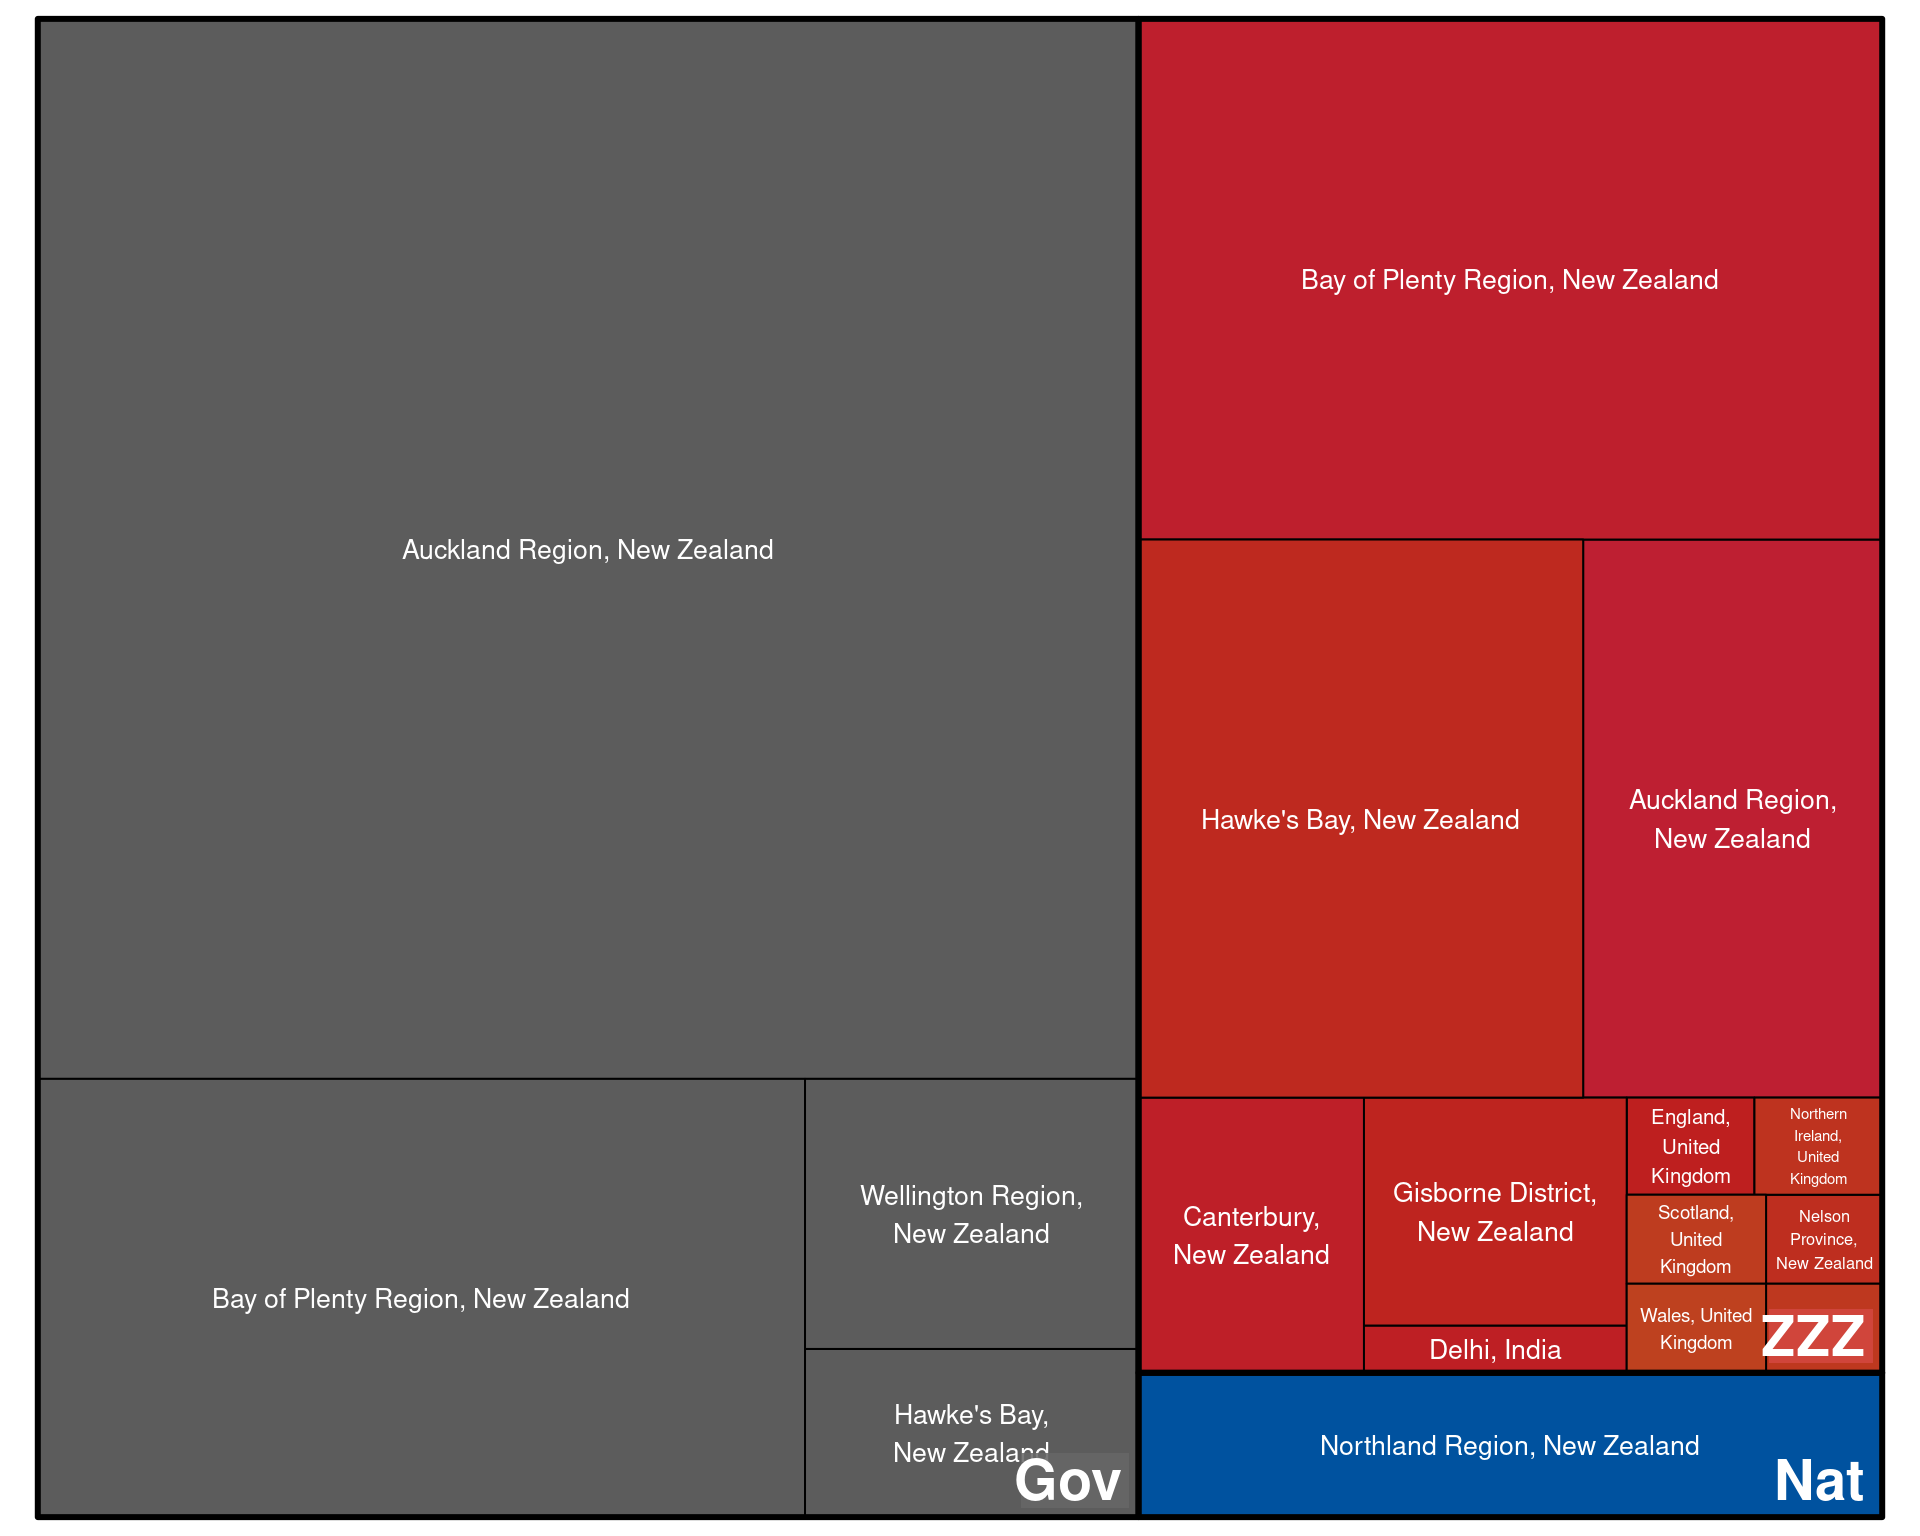 Auckland Region, New Zealand
Bay of Plenty Region, New Zealand
Wellington Region,
New Zealand
Hawke's Bay,
New Zealand
Gov
Bay of Plenty Region, New Zealand
Hawke's Bay, New Zealand
Auckland Region,
New Zealand
Canterbury,
New Zealand
Gisborne District,
New Zealand
Delhi, India
England,
United
Kingdom
Northern
Ireland,
United
Kingdom
Scotland,
United
Kingdom
Nelson
Province,
New Zealand
Wales, United
Kingdom
ZZZ
Northland Region, New Zealand
Nat